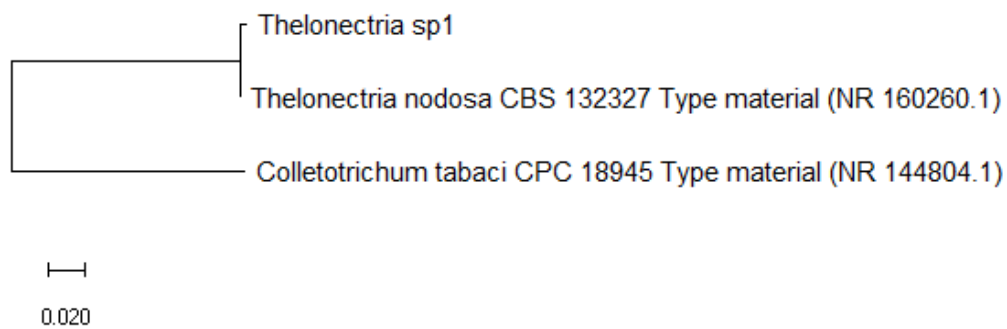 Thelonectria sp1
Thelonectria nodosa CBS 132327 Type material (NR 160260.1)
Colletotrichum tabaci CPC 18945 Type material (NR 144804.1)
0.020